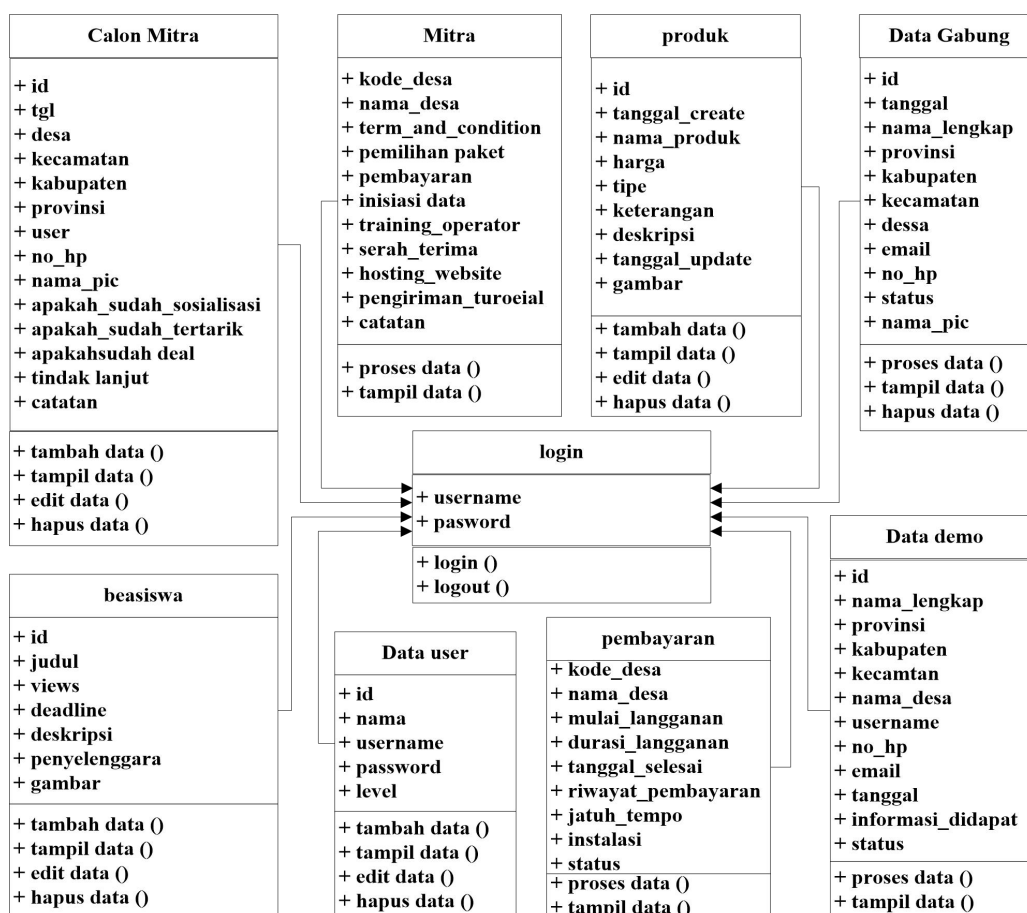 Calon Mitra
+ id
+ tgl
+ desa
+ kecamatan
+ kabupaten
+ provinsi
+ user
+ no_hp
+ nama_pic
+ apakah_sudah_sosialisasi
+ apakah_sudah_tertarik
+ apakahsudah deal
+ tindak lanjut
+ catatan
+ tambah data ()
+ tampil data ()
+ edit data ()
+ hapus data ()
Mitra
+ kode_desa
+ nama_desa
+ term_and_condition
+ pemilihan paket
+ pembayaran
+ inisiasi data
+ training_operator
+ serah_terima
+ hosting_website
+ pengiriman_turoeial
+ catatan
+ proses data ()
+ tampil data ()
produk
+ id
+ tanggal_create
+ nama_produk
+ harga
+ tipe
+ keterangan
+ deskripsi
+ tanggal_update
+ gambar
+ tambah data ()
+ tampil data ()
+ edit data ()
+ hapus data ()
Data Gabung
+ id
+ tanggal
+ nama_lengkap
+ provinsi
+ kabupaten
+ kecamatan
+ dessa
+ email
+ no_hp
+ status
+ nama_pic
+ proses data ()
+ tampil data ()
+ hapus data ()
login
+ username
+ pasword
+ login ()
+ logout ()
beasiswa
+ id
+ judul
+ views
+ deadline
+ deskripsi
+ penyelenggara
+ gambar
+ tambah data ()
+ tampil data ()
+ edit data ()
+ hapus data ()
Data user
+ id
+ nama
+ username
+ password
+ level
+ tambah data ()
+ tampil data ()
+ edit data ()
+ hapus data ()
pembayaran
+ kode_desa
+ nama_desa
+ mulai_langganan
+ durasi_langganan
+ tanggal_selesai
+ riwayat_pembayaran
+ jatuh_tempo
+ instalasi
+ status
+ proses data ()
+ tampil data ()
Data demo
+ id
+ nama_lengkap
+ provinsi
+ kabupaten
+ kecamtan
+ nama_desa
+ username
+ no_hp
+ email
+ tanggal
+ informasi_didapat
+ status
+ proses data ()
+ tampil data ()